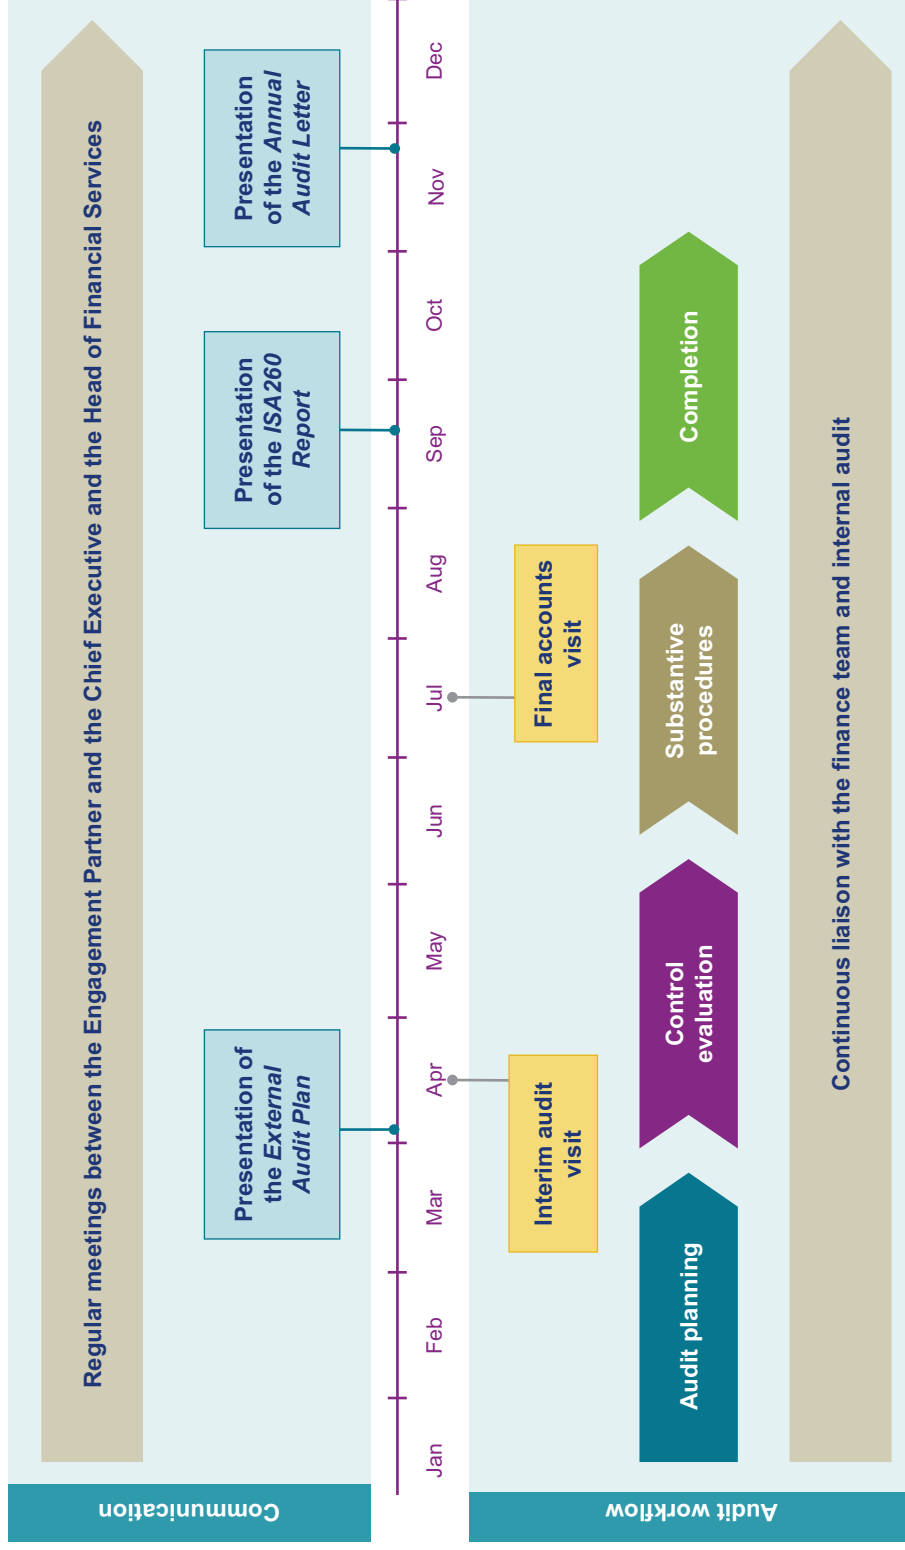 Communication
Regular meetings between the Engagement Partner and the Chief Executive and the Head of Financial Services
Presentation of
the External
Audit Plan
Presentation
of the ISA260
Report
Presentation
of the Annual
Audit Letter
Jan
Feb
Mar
Apr
May
Jun
Jul
Aug
Sep
Oct
Nov
Dec
Audit workflow
Interim audit
visit
Final accounts
visit
Audit planning
Control
evaluation
Substantive
procedures
Completion
Continuous liaison with the finance team and internal audit